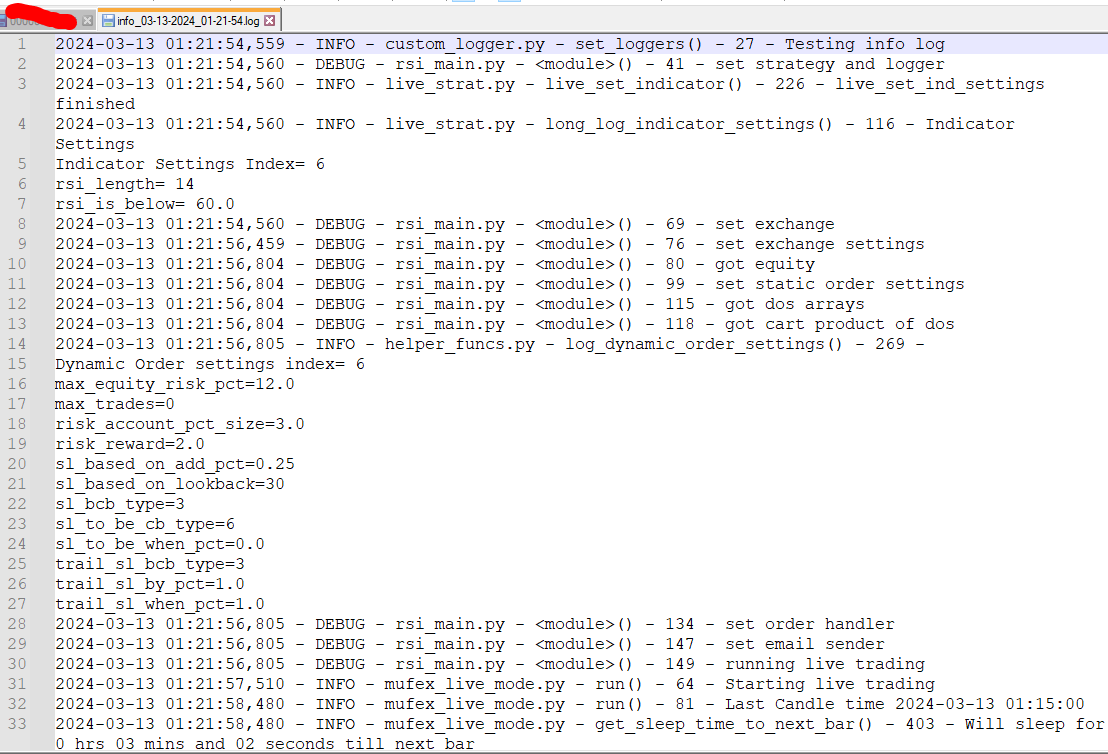 info_03-13-2024_01-21-54.log
1 2024-03-13 01:21:54,559 - INFO - custom_logger.py - set_loggers() - 27 - Testing info log
2 2024-03-13 01:21:54,560 - DEBUG - rsi_main.py - <module>() - 41 - set strategy and logger
3 2024-03-13 01:21:54,560 - INFO - live_strat.py - live_set_indicator() - 226 - live_set_ind_settings
finished
4 2024-03-13 01:21:54,560 - INFO - live_strat.py - long_log_indicator_settings() - 116 - Indicator
Settings
5 Indicator Settings Index= 6
6 rsi_length= 14
7 rsi_is_below= 60.0
8 2024-03-13 01:21:54,560 - DEBUG - rsi_main.py - <module>() - 69 - set exchange
9 2024-03-13 01:21:56,459 - DEBUG - rsi_main.py - <module>() - 76 - set exchange settings
10 2024-03-13 01:21:56,804 - DEBUG - rsi_main.py - <module>() - 80 - got equity
11 2024-03-13 01:21:56,804 - DEBUG - rsi_main.py - <module>() - 99 - set static order settings
12 2024-03-13 01:21:56,804 - DEBUG - rsi_main.py - <module>() - 115 - got dos arrays
13 2024-03-13 01:21:56,804 - DEBUG - rsi_main.py - <module>() - 118 - got cart product of dos
14 2024-03-13 01:21:56,805 - INFO - helper_funcs.py - log_dynamic_order_settings() - 269 -
15 Dynamic Order settings index= 6
16 max_equity_risk_pct=12.0
17 max_trades=0
18 risk_account_pct_size=3.0
19 risk_reward=2.0
20 sl_based_on_add_pct=0.25
21 sl_based_on_lookback=30
22 sl_bcb_type=3
23 sl_to_be_cb_type=6
24 sl_to_be_when_pct=0.0
25 trail_sl_bcb_type=3
26 trail_sl_by_pct=1.0
27 trail_sl_when_pct=1.0
28 2024-03-13 01:21:56,805 - DEBUG - rsi_main.py - <module>() - 134 - set order handler
29 2024-03-13 01:21:56,805 - DEBUG - rsi_main.py - <module>() - 147 - set email sender
30 2024-03-13 01:21:56,805 - DEBUG - rsi_main.py - <module>() - 149 - running live trading
31 2024-03-13 01:21:57,510 - INFO - mufex_live_mode.py - run() - 64 - Starting live trading
32 2024-03-13 01:21:58,480 - INFO - mufex_live_mode.py - run() - 81 - Last Candle time 2024-03-13 01:15:00
33 2024-03-13 01:21:58,480 - INFO - mufex_live_mode.py - get_sleep_time_to_next_bar() - 403 - Will sleep for
0 hrs 03 mins and 02 seconds till next bar